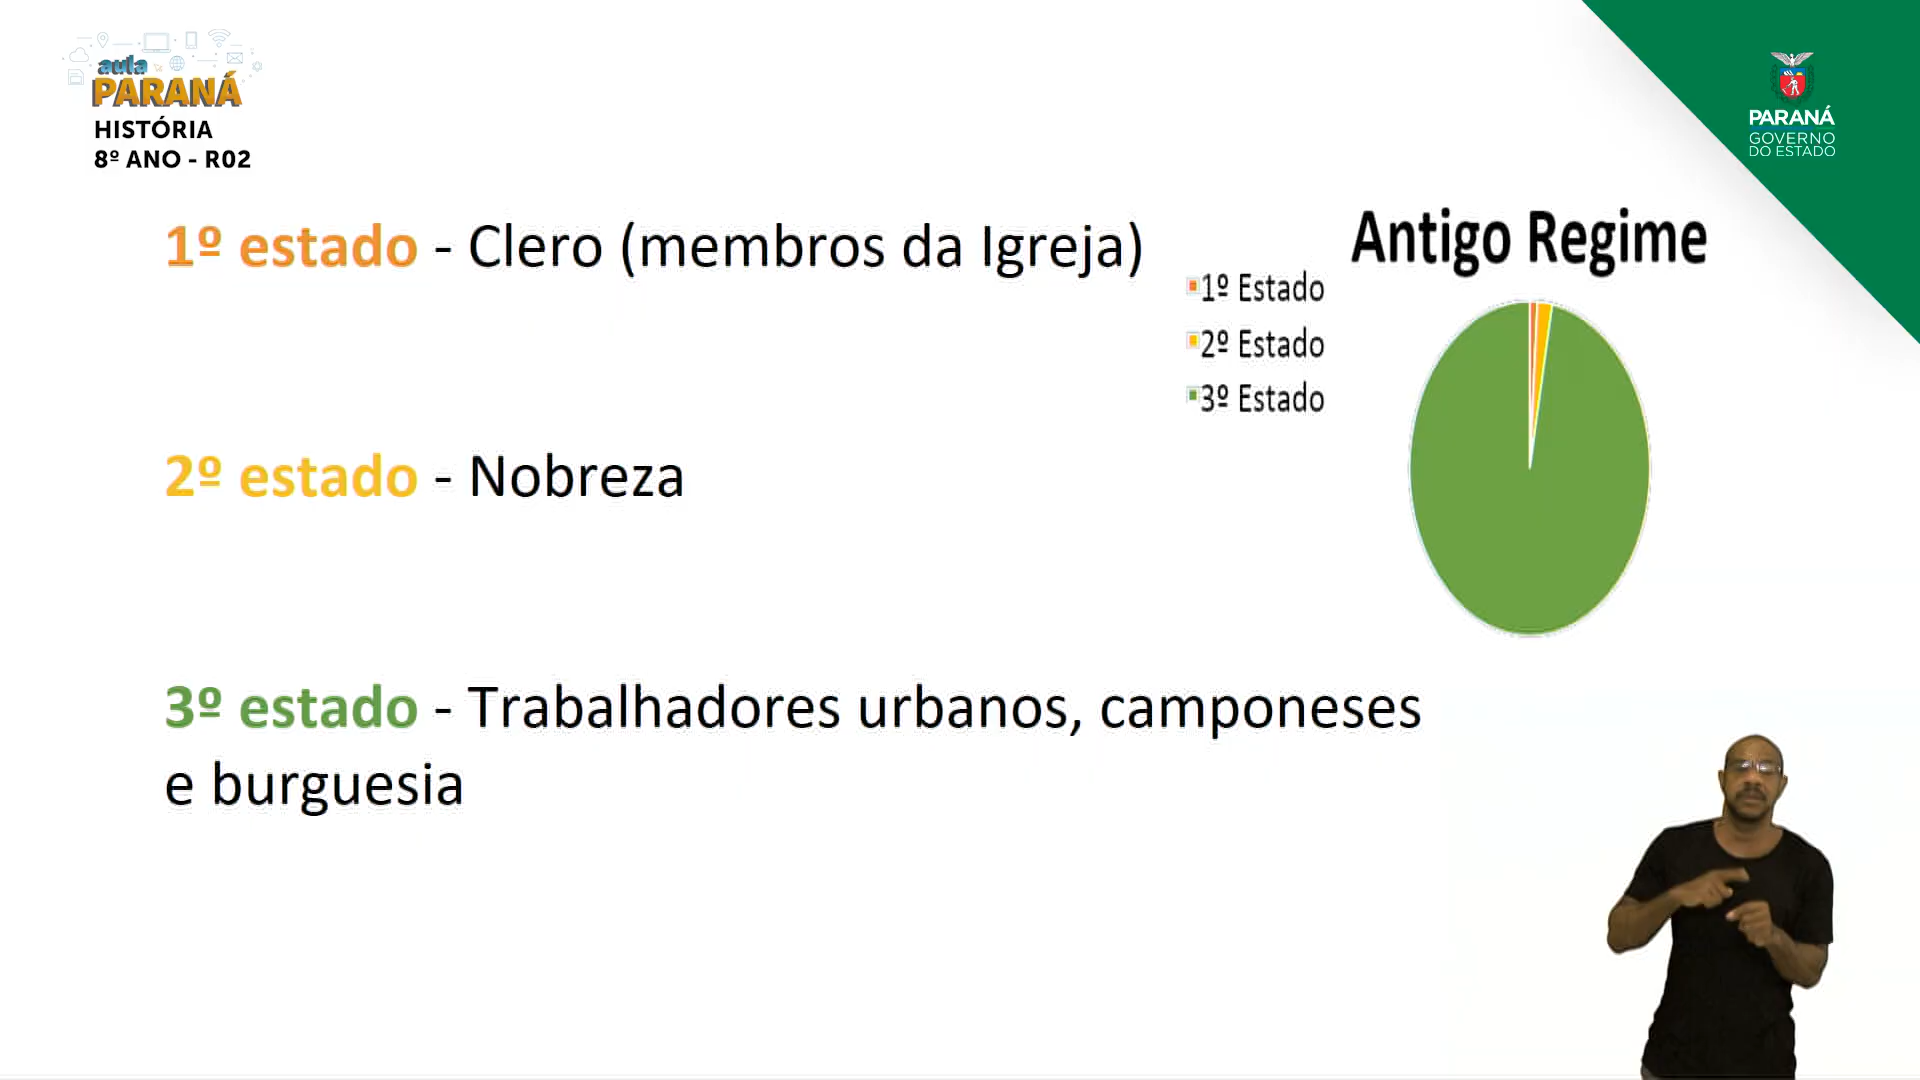 aula
PARANÁ
HISTÓRIA
8º ANO - R02
PARANÁ
GOVERNO
DO ESTADO
1º estado - Clero (membros da Igreja)
2º estado - Nobreza
3º estado - Trabalhadores urbanos, camponeses
e burguesia
Antigo Regime
1º Estado
2º Estado
3º Estado